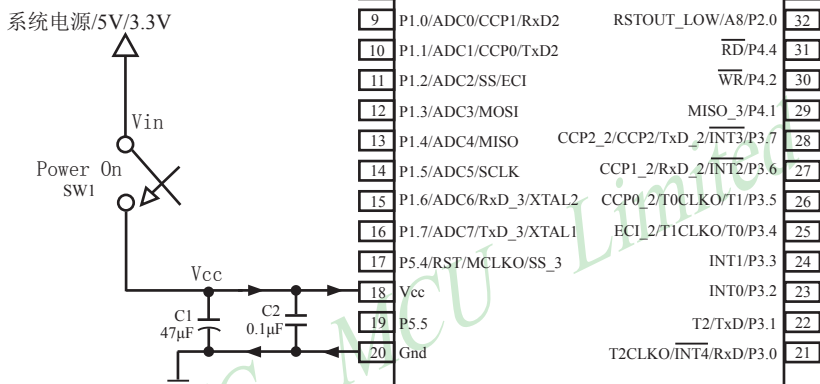 系统电源/5V/3.3V
Vin
Power On
SW1
Vcc
C1
47μF
C2
0.1μF
9 P1.0/ADC0/CCP1/RxD2
10 P1.1/ADC1/CCP0/TxD2
11 P1.2/ADC2/SS/ECI
12 P1.3/ADC3/MOSI
13 P1.4/ADC4/MISO
14 P1.5/ADC5/SCLK
15 P1.6/ADC6/RxD_3/XTAL2
16 P1.7/ADC7/TxD_3/XTAL1
17 P5.4/RST/MCLKO/SS_3
18 Vcc
19 P5.5
20 Gnd
RSTOUT_LOW/A8/P2.0 32
RD/P4.4 31
WR/P4.2 30
MISO_3/P4.1 29
CCP2_2/CCP2/TxD_2/INT3/P3.7 28
CCP1_2/RxD_2/INT2/P3.6 27
CCP0_2/T0CLKO/T1/P3.5 26
ECI_2/T1CLKO/T0/P3.4 25
INT1/P3.3 24
INT0/P3.2 23
T2/TxD/P3.1 22
T2CLKO/INT4/RxD/P3.0 21
MCU Limited